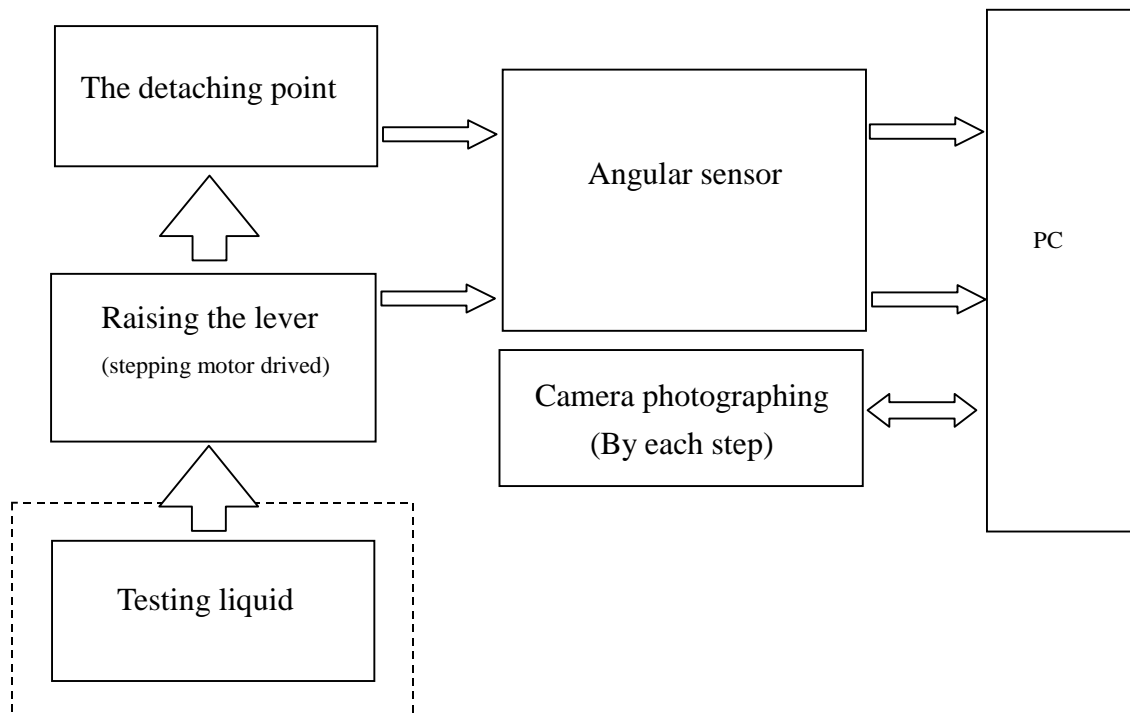 The detaching point
Angular sensor
PC
Raising the lever
(stepping motor drived)
Camera photographing
(By each step)
Testing liquid